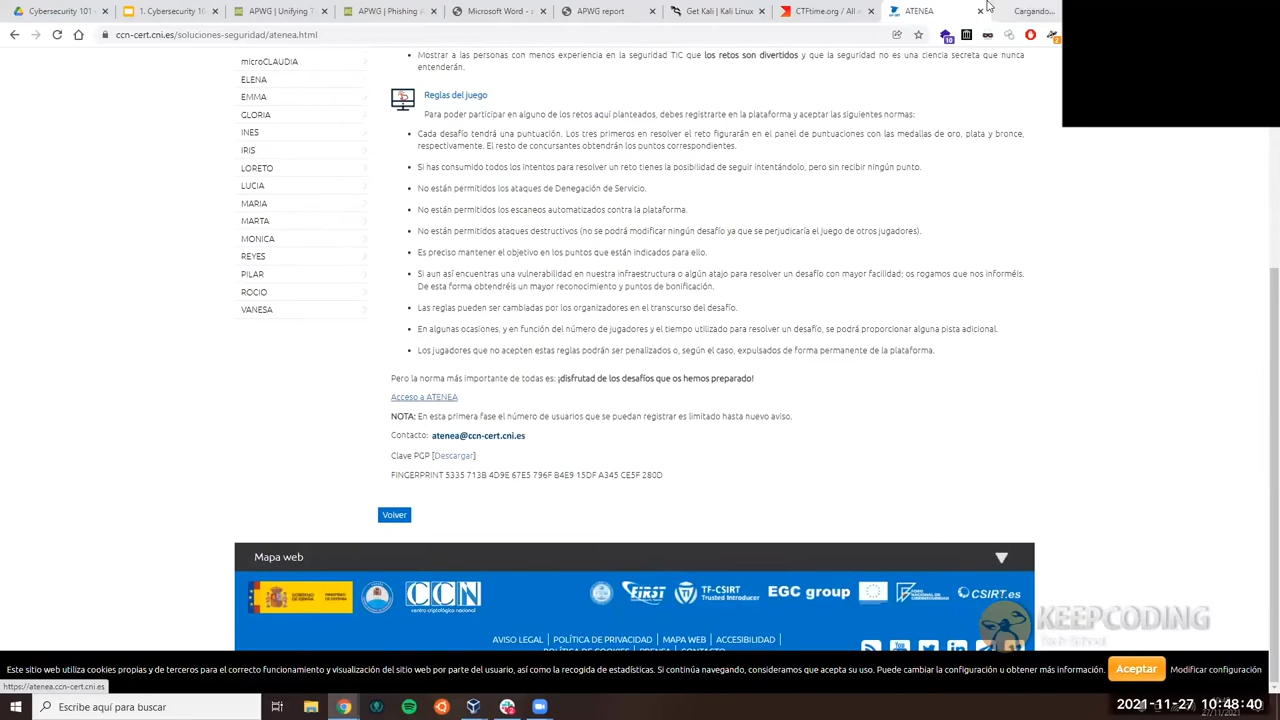 Cybersecurity 101
1. Cybersecurity 10
APWG | Unifying T
APWG | Phishing A
Microsoft Word -
APWG report
Get Kali | Kali Linux
CTFtime.org / All
ATENEA
Cargando...
ccn-cert.cni.es/soluciones-seguridad/atenea.html
microCLAUDIA
ELENA
EMMA
GLORIA
INES
IRIS
LORETO
LUCIA
MARIA
MARTA
MONICA
REYES
PILAR
ROCIO
VANESA
Mostrar a las personas con menos experiencia en la seguridad TIC que los retos son divertidos y que la seguridad no es una ciencia secreta que nunca
entenderán.
Reglas del juego
Para poder participar en alguno de los retos aquí planteados, debes registrarte en la plataforma y aceptar las siguientes normas:
Cada desafío tendrá una puntuación. Los tres primeros en resolver el reto figurarán en el panel de puntuaciones con las medallas de oro, plata y bronce,
respectivamente. El resto de concursantes obtendrán los puntos correspondientes.
Si has consumido todos los intentos para resolver un reto tienes la posibilidad de seguir intentándolo, pero sin recibir ningún punto.
No están permitidos los ataques de Denegación de Servicio.
No están permitidos los escaneos automatizados contra la plataforma.
No están permitidos ataques destructivos (no se podrá modificar ningún desafío ya que se perjudicaría el juego de otros jugadores).
Es preciso mantener el objetivo en los puntos que están indicados para ello.
Si aun así encuentras una vulnerabilidad en nuestra infraestructura o algún atajo para resolver un desafío con mayor facilidad; os rogamos que nos informéis.
De esta forma obtendréis un mayor reconocimiento y puntos de bonificación.
Las reglas pueden ser cambiadas por los organizadores en el transcurso del desafío.
En algunas ocasiones, y en función del número de jugadores y el tiempo utilizado para resolver un desafío, se podrá proporcionar alguna pista adicional.
Los jugadores que no acepten estas reglas podrán ser penalizados o, según el caso, expulsados de forma permanente de la plataforma.
Pero la norma más importante de todas es: ¡disfrutad de los desafíos que os hemos preparado!
Acceso a ATENEA
NOTA: En esta primera fase el número de usuarios que se puedan registrar es limitado hasta nuevo aviso.
Contacto: atenea@ccn-cert.cni.es
Clave PGP [Descargar]
FINGERPRINT 5335 713B 4D9E 67E5 796F B4E9 15DF A345 CE5F 280D
Volver
Mapa web
CCN
centro criptológico nacional
FIRST
TF-CSIRT
Trusted Introducer
EGC group
CSIRT.es
KEEPCODING
Tech School
AVISO LEGAL | POLÍTICA DE PRIVACIDAD | MAPA WEB | ACCESIBILIDAD |
POLÍTICA DE COOKIES | PRENSA | CONTACTO
Este sitio web utiliza cookies propias y de terceros para el correcto funcionamiento y visualización del sitio web por parte del usuario, así como la recogida de estadísticas. Si continúa navegando, consideramos que acepta su uso. Puede cambiar la configuración u obtener más información.
Aceptar
Modificar configuración
https://atenea.ccn-cert.cni.es
Escribe aquí para buscar
2021-11-27 10:48:40